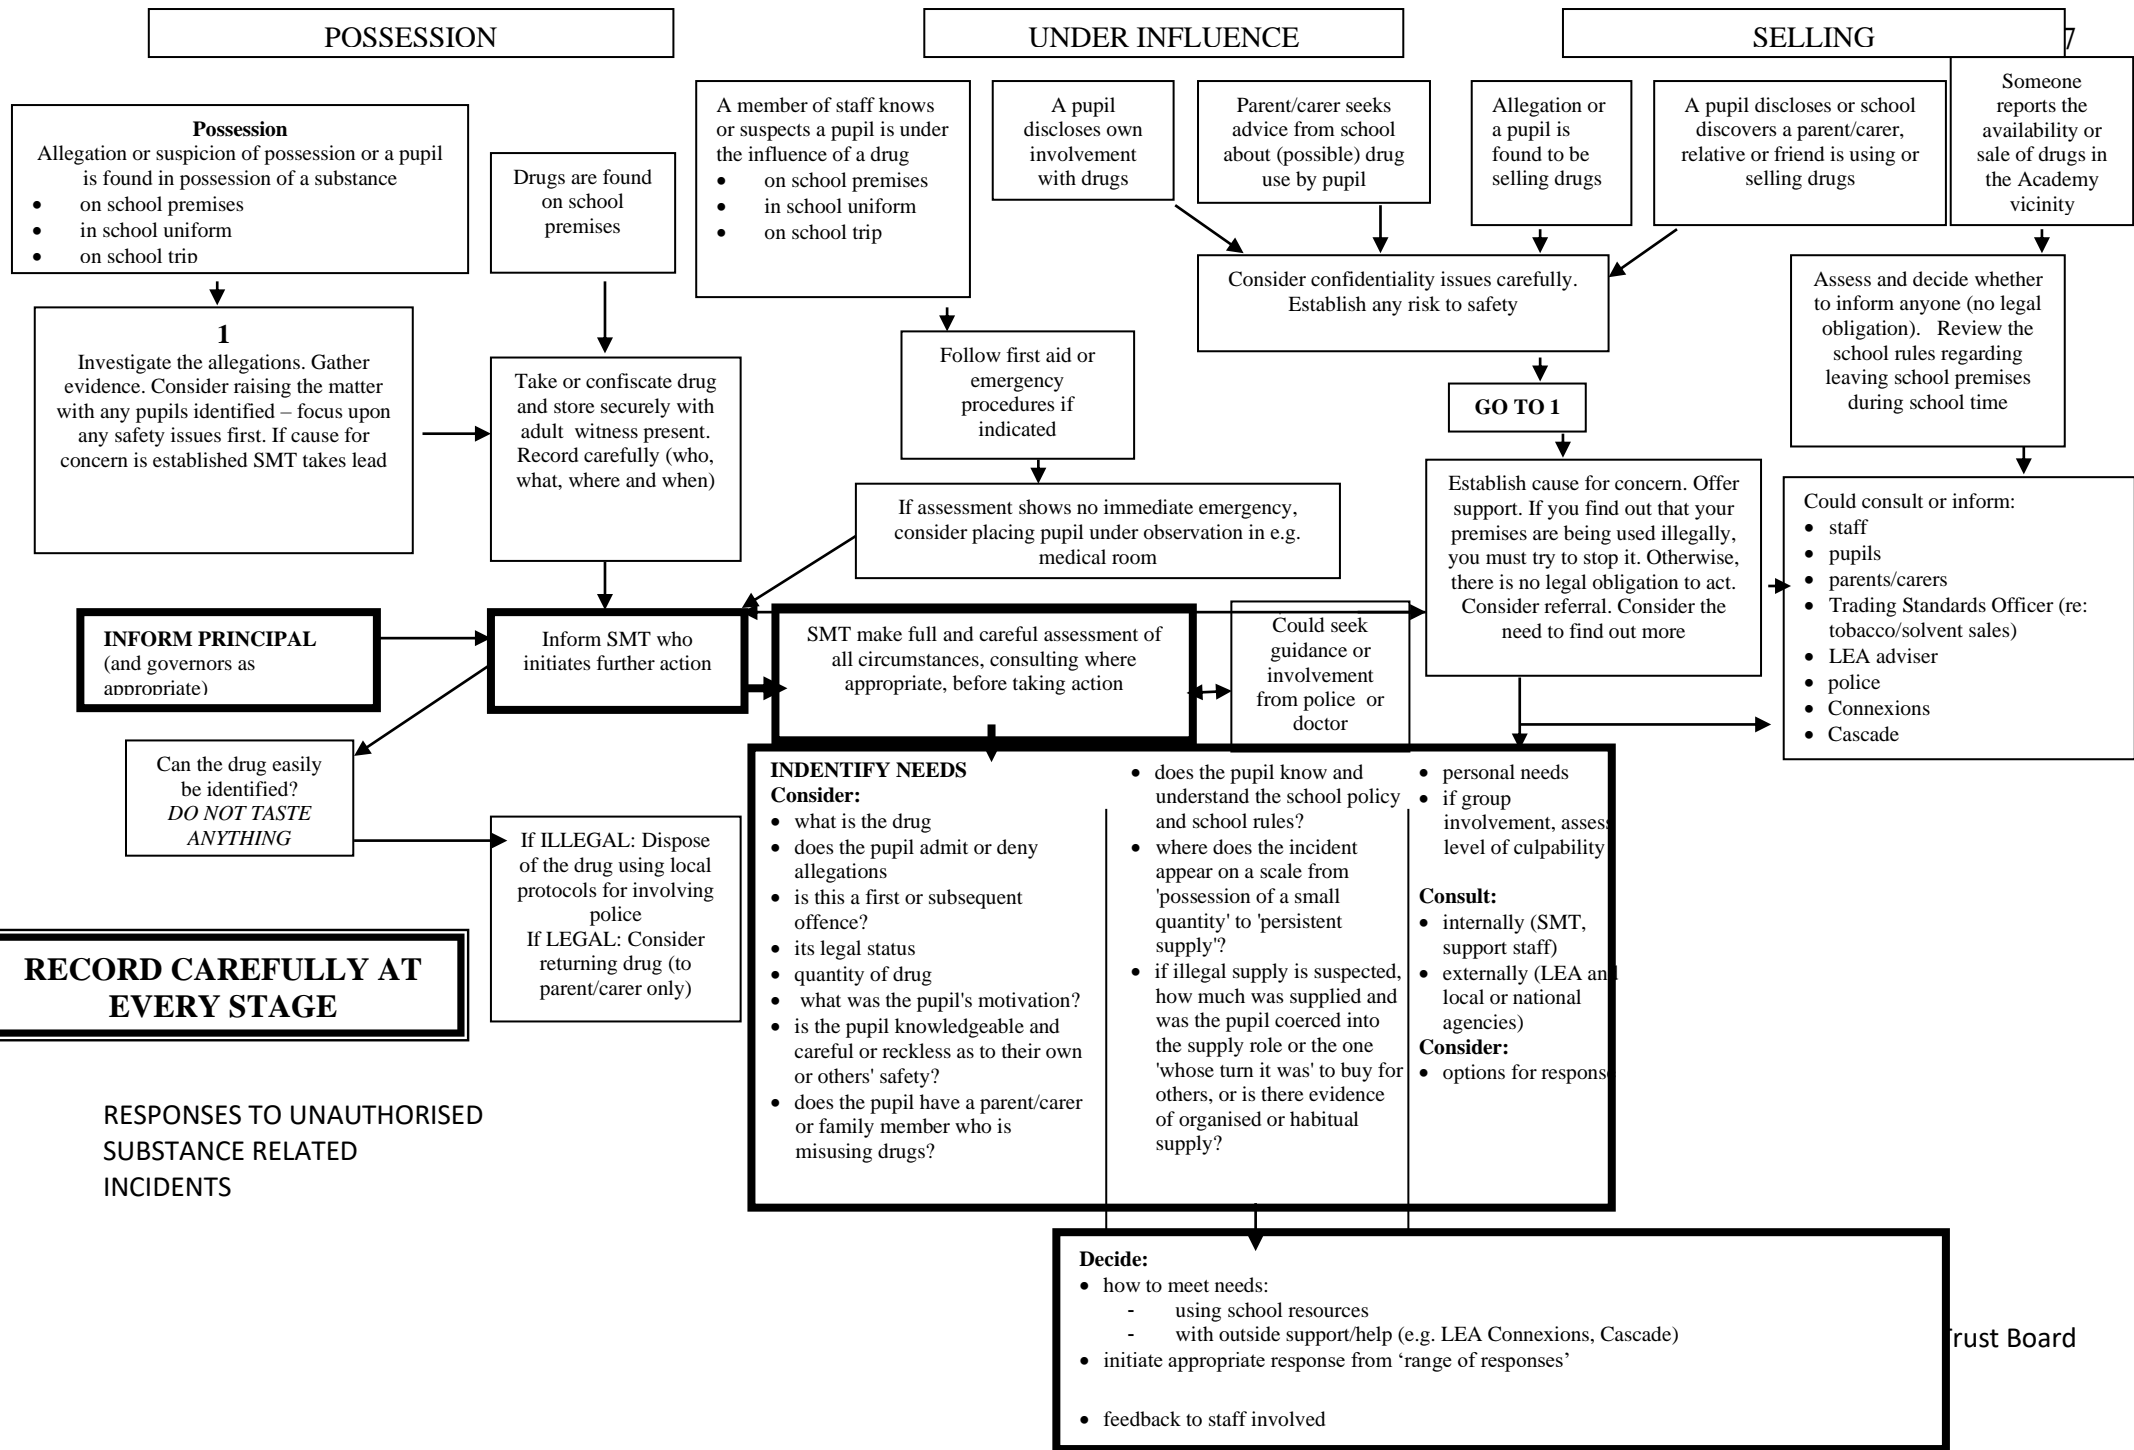 POSSESSION
UNDER INFLUENCE
SELLING
7
Possession
Allegation or suspicion of possession or a pupil
is found in possession of a substance
• on school premises
• in school uniform
• on school trip
Drugs are found
on school
premises
A member of staff knows
or suspects a pupil is under
the influence of a drug
• on school premises
• in school uniform
• on school trip
A pupil
discloses own
involvement
with drugs
Parent/carer seeks
advice from school
about (possible) drug
use by pupil
Allegation or
a pupil is
found to be
selling drugs
A pupil discloses or school
discovers a parent/carer,
relative or friend is using or
selling drugs
Someone
reports the
availability or
sale of drugs in
the Academy
vicinity
1
Investigate the allegations. Gather
evidence. Consider raising the matter
with any pupils identified – focus upon
any safety issues first. If cause for
concern is established SMT takes lead
Take or confiscate drug
and store securely with
adult witness present.
Record carefully (who,
what, where and when)
Follow first aid or
emergency
procedures if
indicated
Consider confidentiality issues carefully.
Establish any risk to safety
GO TO 1
Assess and decide whether
to inform anyone (no legal
obligation). Review the
school rules regarding
leaving school premises
during school time
If assessment shows no immediate emergency,
consider placing pupil under observation in e.g.
medical room
Establish cause for concern. Offer
support. If you find out that your
premises are being used illegally,
you must try to stop it. Otherwise,
there is no legal obligation to act.
Consider referral. Consider the
need to find out more
Could consult or inform:
• staff
• pupils
• parents/carers
• Trading Standards Officer (re:
tobacco/solvent sales)
• LEA adviser
• police
• Connexions
• Cascade
INFORM PRINCIPAL
(and governors as
appropriate)
Inform SMT who
initiates further action
SMT make full and careful assessment of
all circumstances, consulting where
appropriate, before taking action
Could seek
guidance or
involvement
from police or
doctor
Can the drug easily
be identified?
DO NOT TASTE
ANYTHING
If ILLEGAL: Dispose
of the drug using local
protocols for involving
police
If LEGAL: Consider
returning drug (to
parent/carer only)
RECORD CAREFULLY AT
EVERY STAGE
INDENTIFY NEEDS
Consider:
• what is the drug
• does the pupil admit or deny
allegations
• is this a first or subsequent
offence?
• its legal status
• quantity of drug
• what was the pupil's motivation?
• is the pupil knowledgeable and
careful or reckless as to their own
or others' safety?
• does the pupil have a parent/carer
or family member who is
misusing drugs?
• does the pupil know and
understand the school policy
and school rules?
• where does the incident
appear on a scale from
'possession of a small
quantity' to 'persistent
supply'?
• if illegal supply is suspected,
how much was supplied and
was the pupil coerced into
the supply role or the one
'whose turn it was' to buy for
others, or is there evidence
of organised or habitual
supply?
• personal needs
• if group
involvement, assess
level of culpability
Consult:
• internally (SMT,
support staff)
• externally (LEA and
local or national
agencies)
Consider:
• options for response
RESPONSES TO UNAUTHORISED
SUBSTANCE RELATED
INCIDENTS
Decide:
• how to meet needs:
- using school resources
- with outside support/help (e.g. LEA Connexions, Cascade)
• initiate appropriate response from ‘range of responses’
• feedback to staff involved
Trust Board